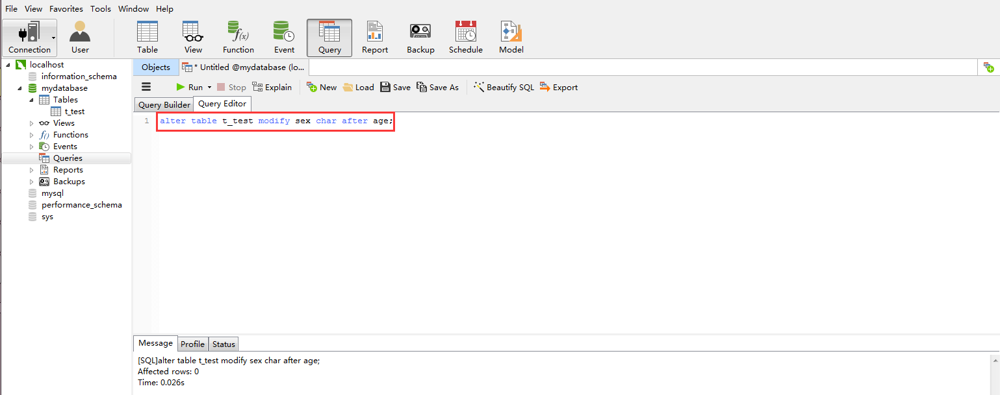 File View Favorites Tools Window Help
Connection User Table View Function Event Query Report Backup Schedule Model
localhost
information_schema
mydatabase
Tables
t_test
Views
Functions
Events
Queries
Reports
Backups
mysql
performance_schema
sys
Objects * Untitled @mydatabase (lo...
Run Stop Explain New Load Save Save As Beautify SQL Export
Query Builder Query Editor
1 alter table t_test modify sex char after age;
Message Profile Status
[SQL]alter table t_test modify sex char after age;
Affected rows: 0
Time: 0.026s